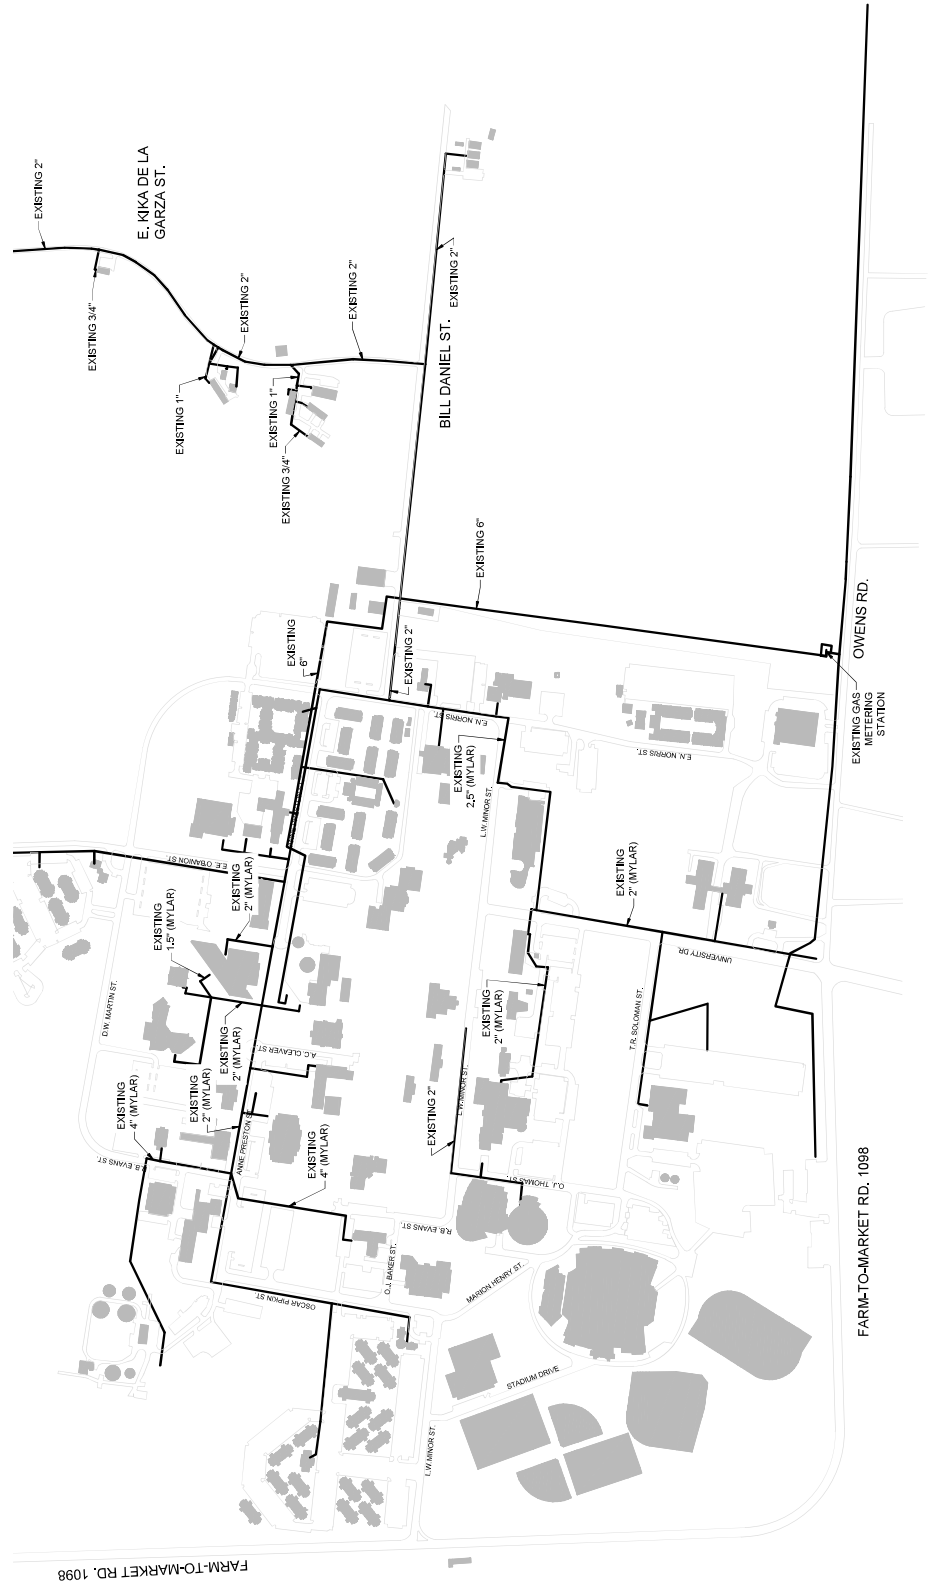 EXISTING 2"
E. KIKA DE LA
GARZA ST.
EXISTING 3/4"
EXISTING 2"
EXISTING 2"
EXISTING 2"
EXISTING 1"
EXISTING 1"
EXISTING 3/4"
BILL DANIEL ST.
EXISTING 6"
EXISTING
6"
EXISTING 2"
OWENS RD.
EXISTING GAS
METERING
STATION
E.N. NORRIS ST.
E.N. NORRIS ST.
EXISTING
2.5" (MYLAR)
L.W. MINOR ST.
E.E. O'BANION ST.
EXISTING
2" (MYLAR)
EXISTING
1.5" (MYLAR)
EXISTING
2" (MYLAR)
UNIVERSITY DR.
D.W. MARTIN ST.
EXISTING
2" (MYLAR)
EXISTING
2" (MYLAR)
T.R. SOLOMAN ST.
A.C. CLEAVER ST.
EXISTING
2" (MYLAR)
EXISTING
4" (MYLAR)
L.W. MINOR ST.
EXISTING 2"
ANNE PRESTON ST.
EXISTING
4" (MYLAR)
R.B. EVANS ST.
O.J. THOMAS ST.
R.B. EVANS ST.
O.J. BAKER ST.
MARION HENRY ST.
OSCAR PIPKIN ST.
STADIUM DRIVE
L.W. MINOR ST.
FARM-TO-MARKET RD. 1098
FARM-TO-MARKET RD. 1098